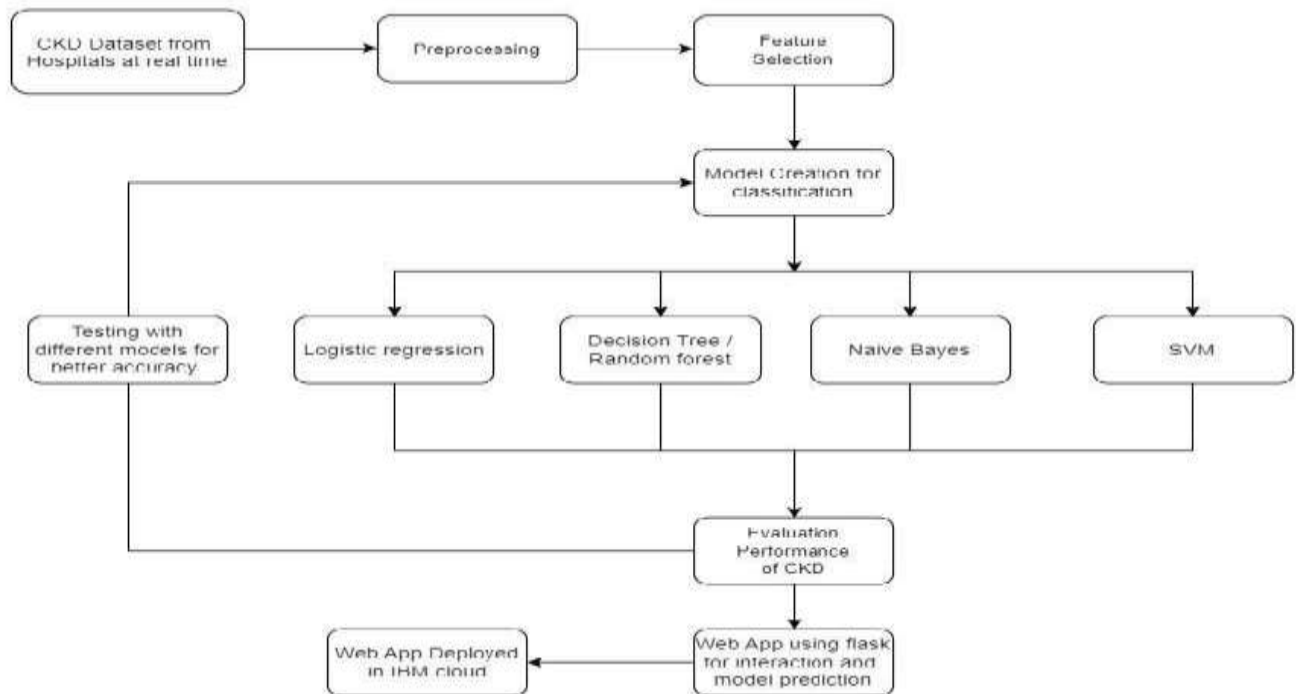 CKD Dataset from
Hospitals at real time
Preprocessing
Feature
Selection
Model Creation for
classification
Testing with
different models for
better accuracy.
Logistic regression
Decision Tree /
Random forest
Naive Bayes
SVM
Evaluation
Performance
of CKD
Web App using flask
for interaction and
model prediction
Web App Deployed
in IBM cloud